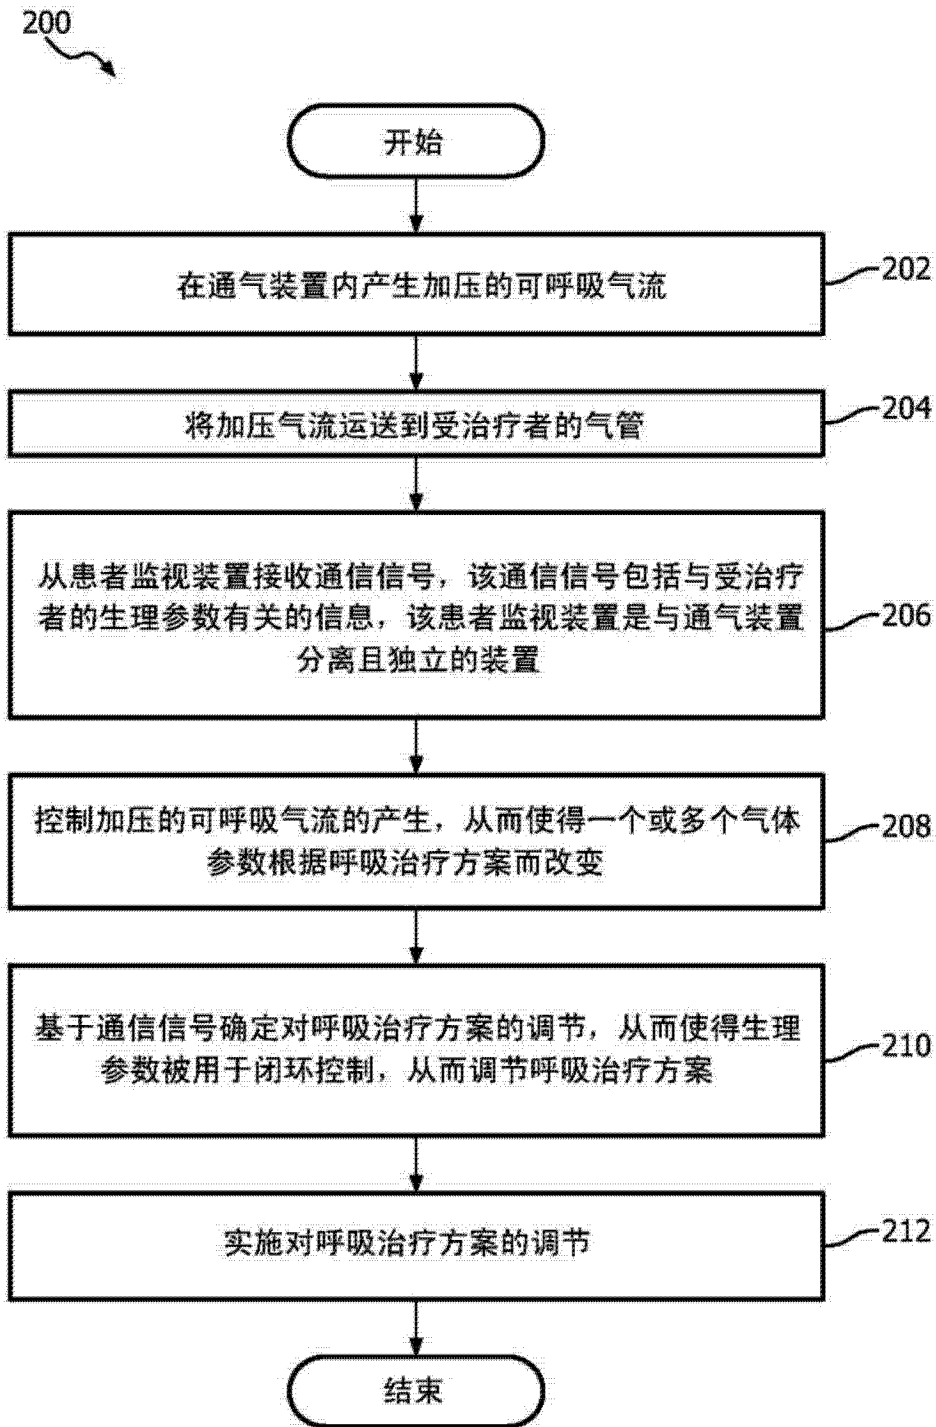 200
开始
在通气装置内产生加压的可呼吸气流
202
将加压气流运送到受治疗者的气管
204
从患者监视装置接收通信信号，该通信信号包括与受治疗
者的生理参数有关的信息，该患者监视装置是与通气装置
分离且独立的装置
206
控制加压的可呼吸气流的产生，从而使得一个或多个气体
参数根据呼吸治疗方案而改变
208
基于通信信号确定对呼吸治疗方案的调节，从而使得生理
参数被用于闭环控制，从而调节呼吸治疗方案
210
实施对呼吸治疗方案的调节
212
结束